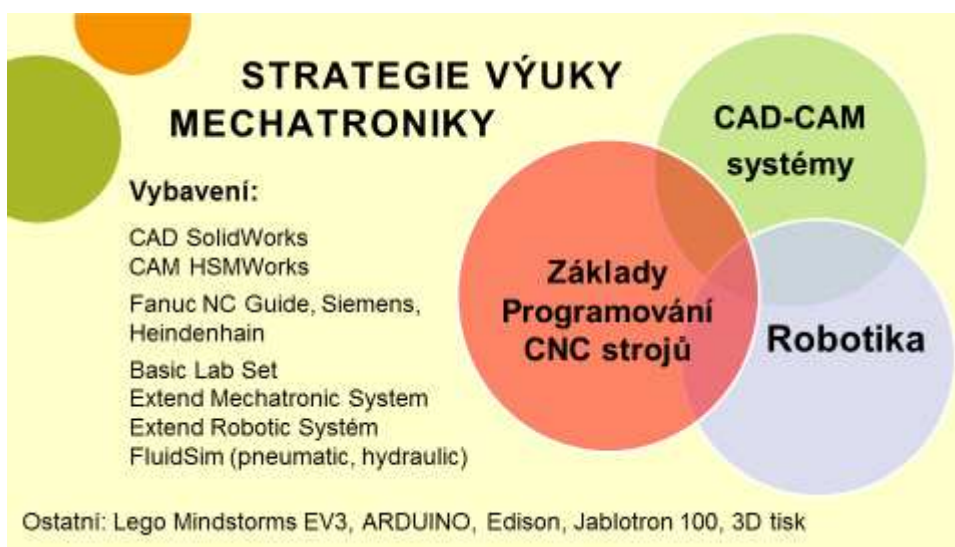 STRATEGIE VÝUKY
MECHATRONIKY
Vybavení:
CAD SolidWorks
CAM HSMWorks
Fanuc NC Guide, Siemens,
Heindenhain
Basic Lab Set
Extend Mechatronic System
Extend Robotic Systém
FluidSim (pneumatic, hydraulic)
CAD-CAM
systémy
Základy
Programování
CNC strojů
Robotika
Ostatní: Lego Mindstorms EV3, ARDUINO, Edison, Jablotron 100, 3D tisk